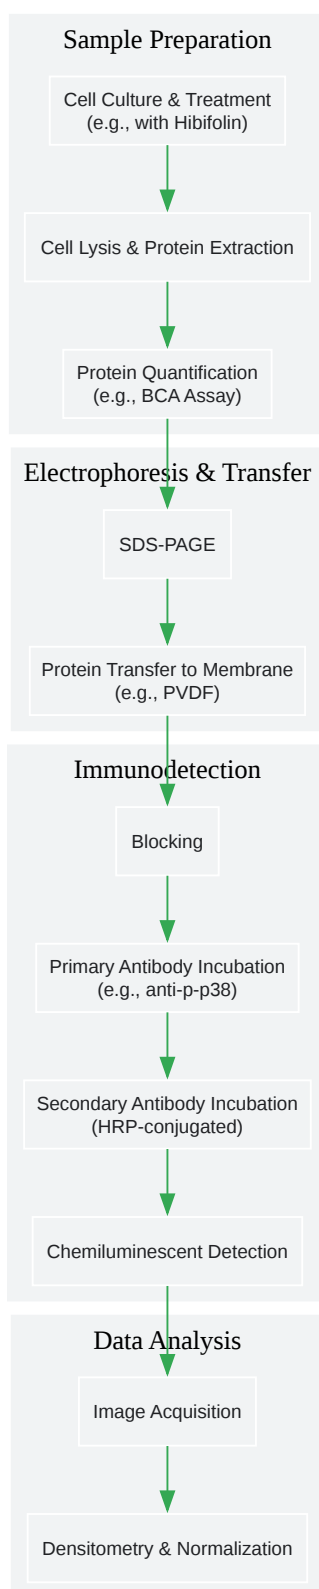 Sample Preparation
Cell Culture & Treatment
(e.g., with Hibifolin)
Cell Lysis & Protein Extraction
Protein Quantification
(e.g., BCA Assay)
Electrophoresis & Transfer
SDS-PAGE
Protein Transfer to Membrane
(e.g., PVDF)
Immunodetection
Blocking
Primary Antibody Incubation
(e.g., anti-p-p38)
Secondary Antibody Incubation
(HRP-conjugated)
Chemiluminescent Detection
Data Analysis
Image Acquisition
Densitometry & Normalization